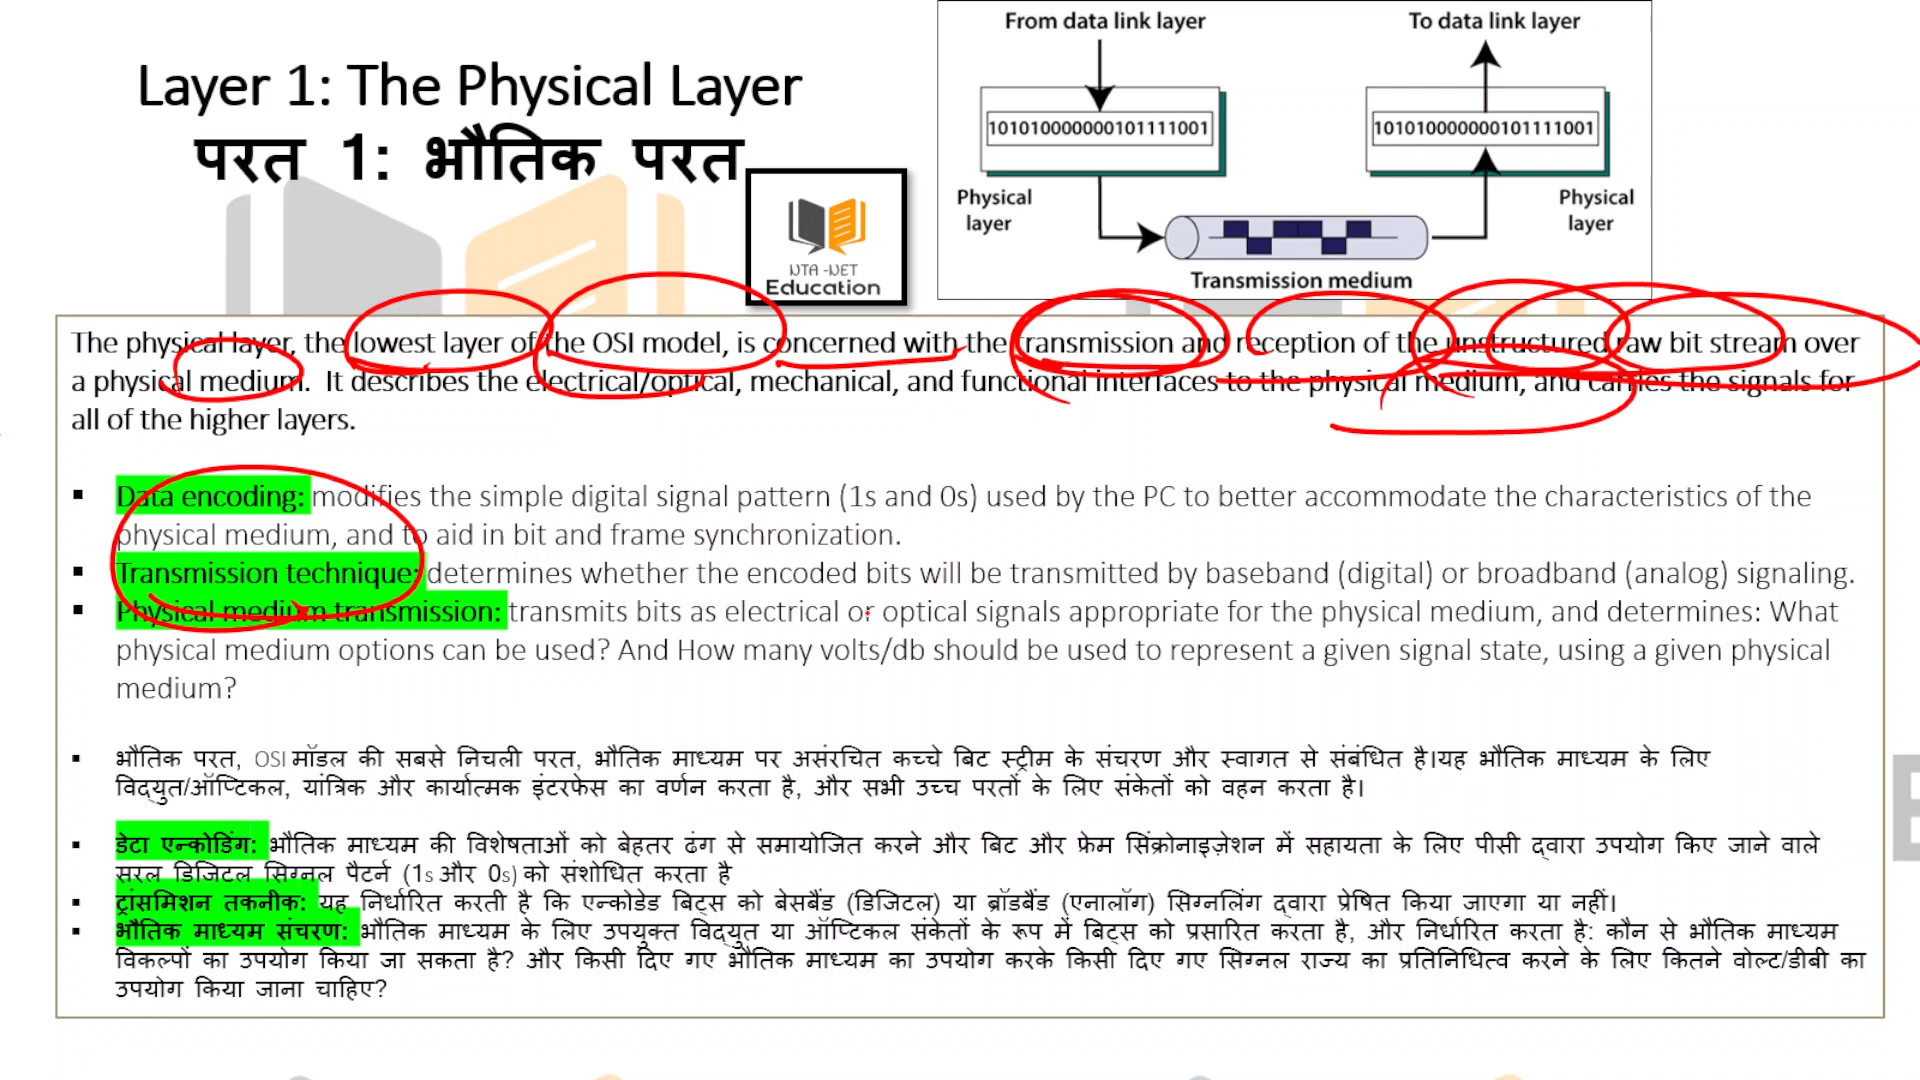 Layer 1: The Physical Layer
परत 1: भौतिक परत
NTA -NET
Education
From data link layer
To data link layer
10101000000010111​1001
10101000000010111​1001
Physical
layer
Physical
layer
Transmission medium
The physical layer, the lowest layer of the OSI model, is concerned with the transmission and reception of the unstructured raw bit stream over
a physical medium. It describes the electrical/optical, mechanical, and functional interfaces to the physical medium, and carries the signals for
all of the higher layers.
▪ Data encoding: modifies the simple digital signal pattern (1s and 0s) used by the PC to better accommodate the characteristics of the
physical medium, and to aid in bit and frame synchronization.
▪ Transmission technique: determines whether the encoded bits will be transmitted by baseband (digital) or broadband (analog) signaling.
▪ Physical medium transmission: transmits bits as electrical or optical signals appropriate for the physical medium, and determines: What
physical medium options can be used? And How many volts/db should be used to represent a given signal state, using a given physical
medium?
▪ भौतिक परत, OSI मॉडल की सबसे निचली परत, भौतिक माध्यम पर असंरचित कच्चे बिट स्ट्रीम के संचरण और स्वागत से संबंधित है।यह भौतिक माध्यम के लिए
विद्युत/ऑप्टिकल, यांत्रिक और कार्यात्मक इंटरफेस का वर्णन करता है, और सभी उच्च परतों के लिए संकेतों को वहन करता है।
▪ डेटा एन्कोडिंग: भौतिक माध्यम की विशेषताओं को बेहतर ढंग से समायोजित करने और बिट और फ्रेम सिंक्रोनाइज़ेशन में सहायता के लिए पीसी द्वारा उपयोग किए जाने वाले
सरल डिजिटल सिग्नल पैटर्न (1s और 0s) को संशोधित करता है
▪ ट्रांसमिशन तकनीक: यह निर्धारित करती है कि एन्कोडेड बिट्स को बेसबैंड (डिजिटल) या ब्रॉडबैंड (एनालॉग) सिग्नलिंग द्वारा प्रेषित किया जाएगा या नहीं।
▪ भौतिक माध्यम संचरण: भौतिक माध्यम के लिए उपयुक्त विद्युत या ऑप्टिकल संकेतों के रूप में बिट्स को प्रसारित करता है, और निर्धारित करता है: कौन से भौतिक माध्यम
विकल्पों का उपयोग किया जा सकता है? और किसी दिए गए भौतिक माध्यम का उपयोग करके किसी दिए गए सिग्नल राज्य का प्रतिनिधित्व करने के लिए कितने वोल्ट/डीबी का
उपयोग किया जाना चाहिए?